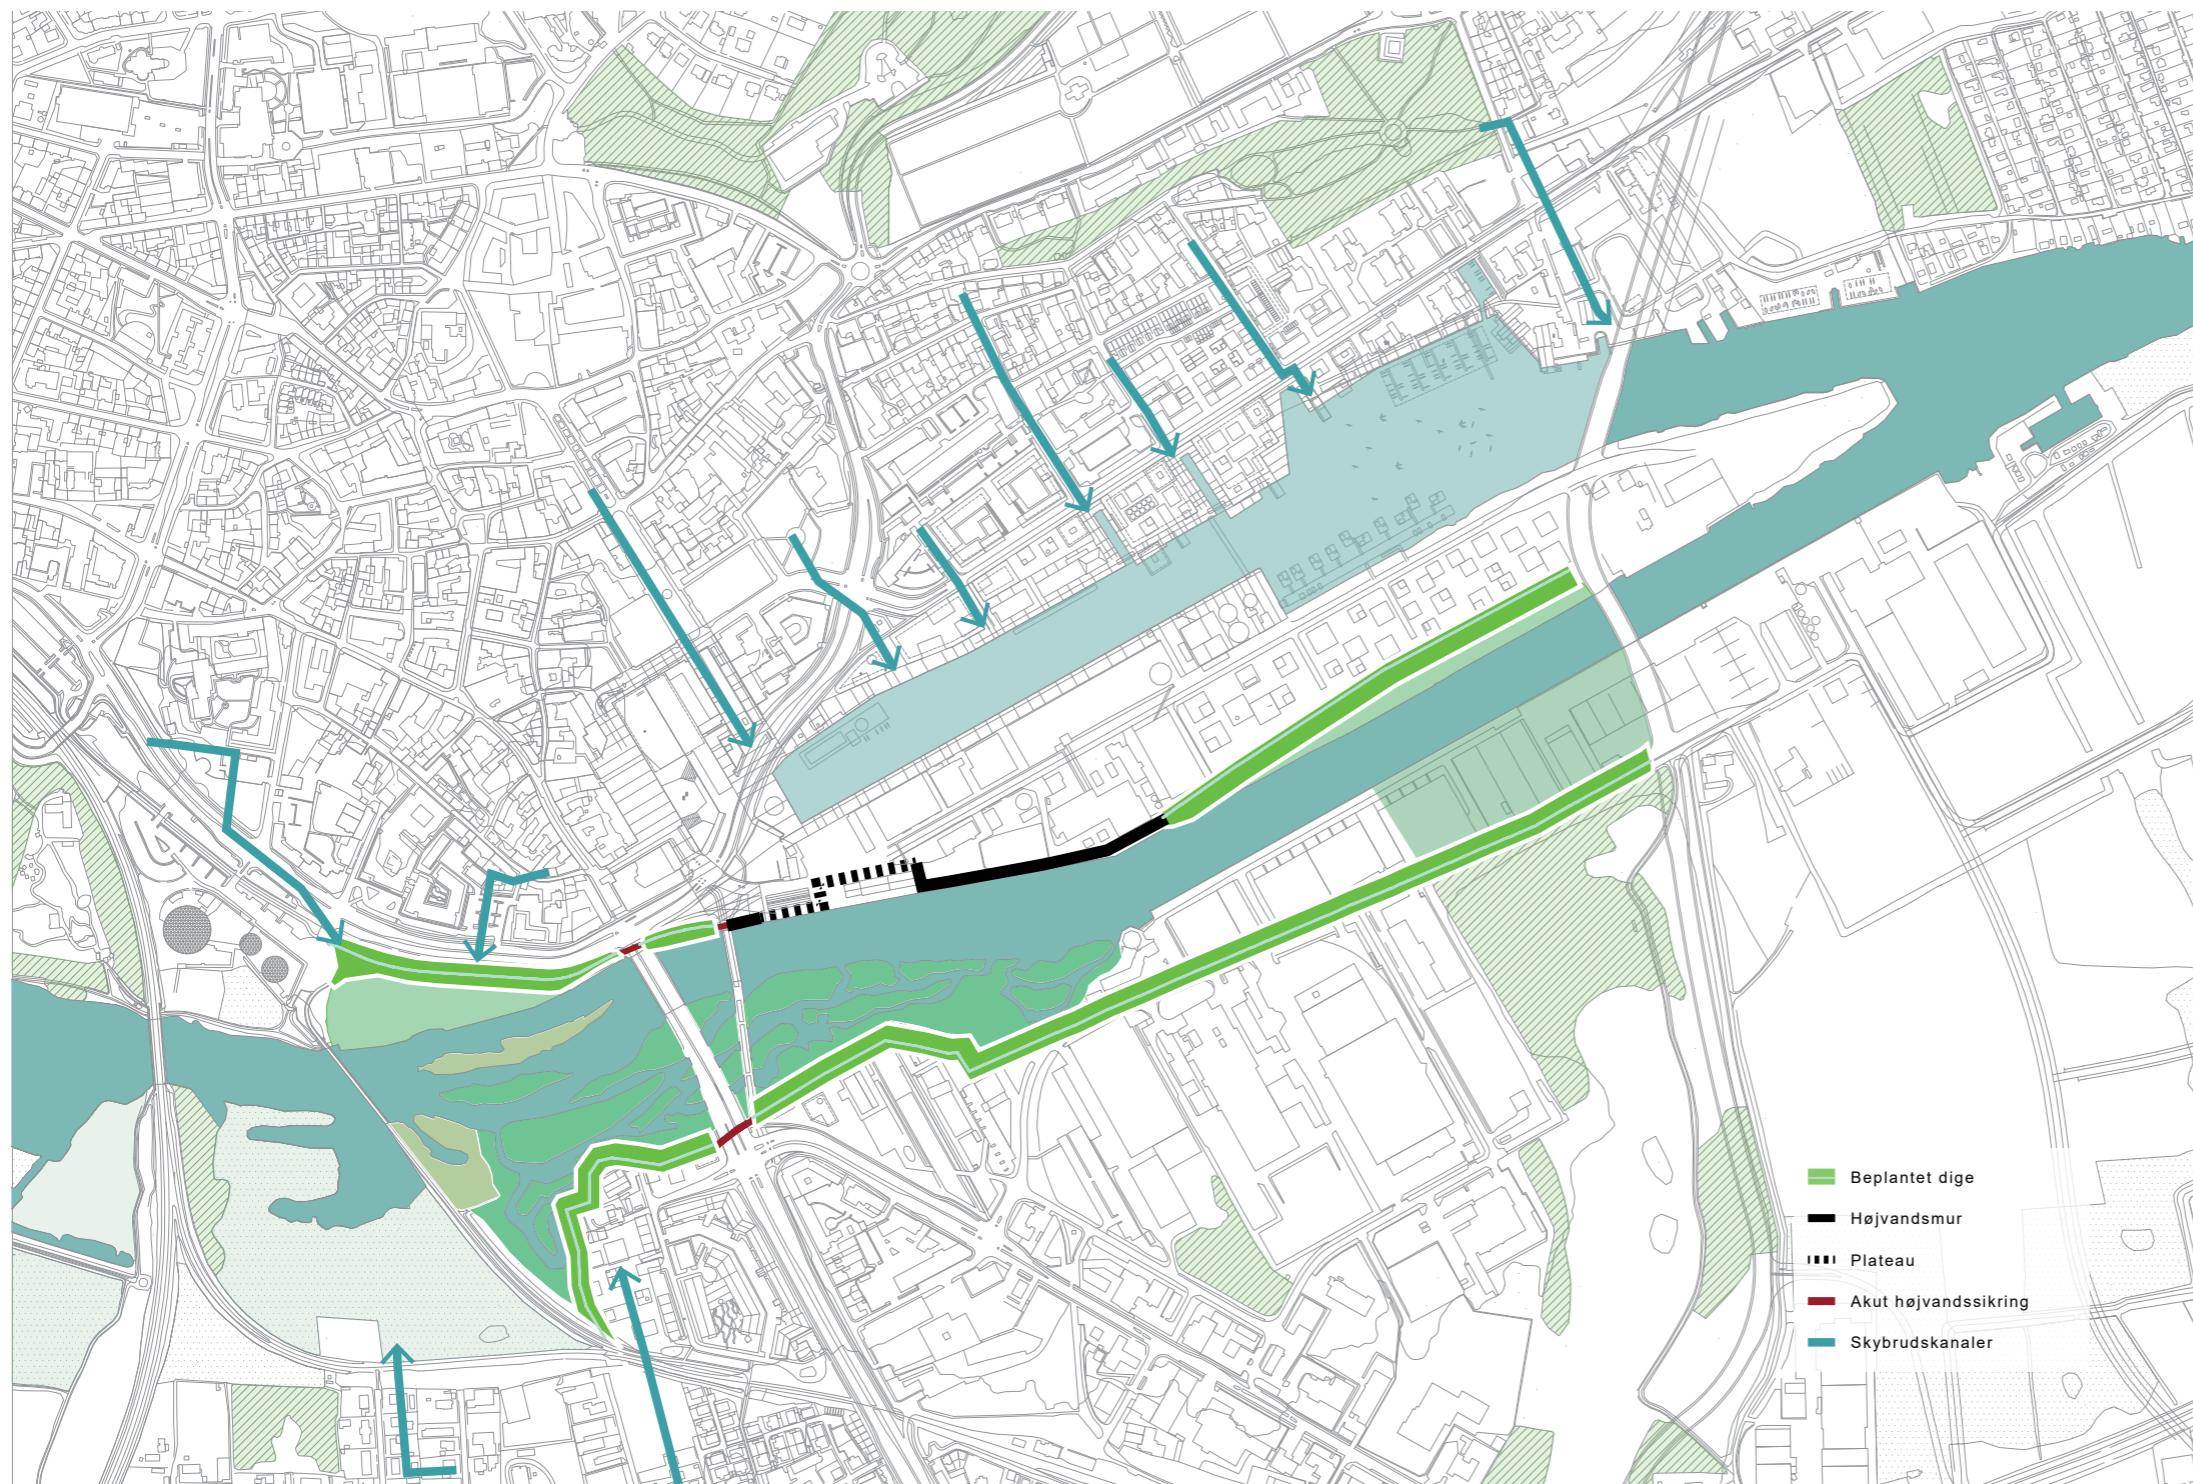 Beplantet dige
Højvandsmur
Plateau
Akut højvandssikring
Skybrudskanaler